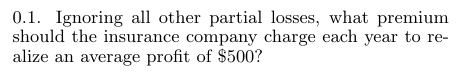 0.1. Ignoring all other partial losses, what premium
should the insurance company charge each year to re-
alize an average profit of $500?